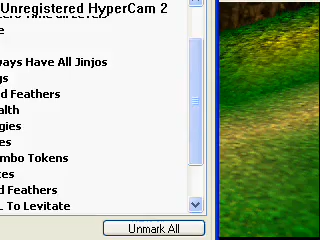 Unregistered HyperCam 2
e
ways Have All Jinjos
gs
d Feathers
alth
gies
es
mbo Tokens
es
d Feathers
L To Levitate
Unmark All